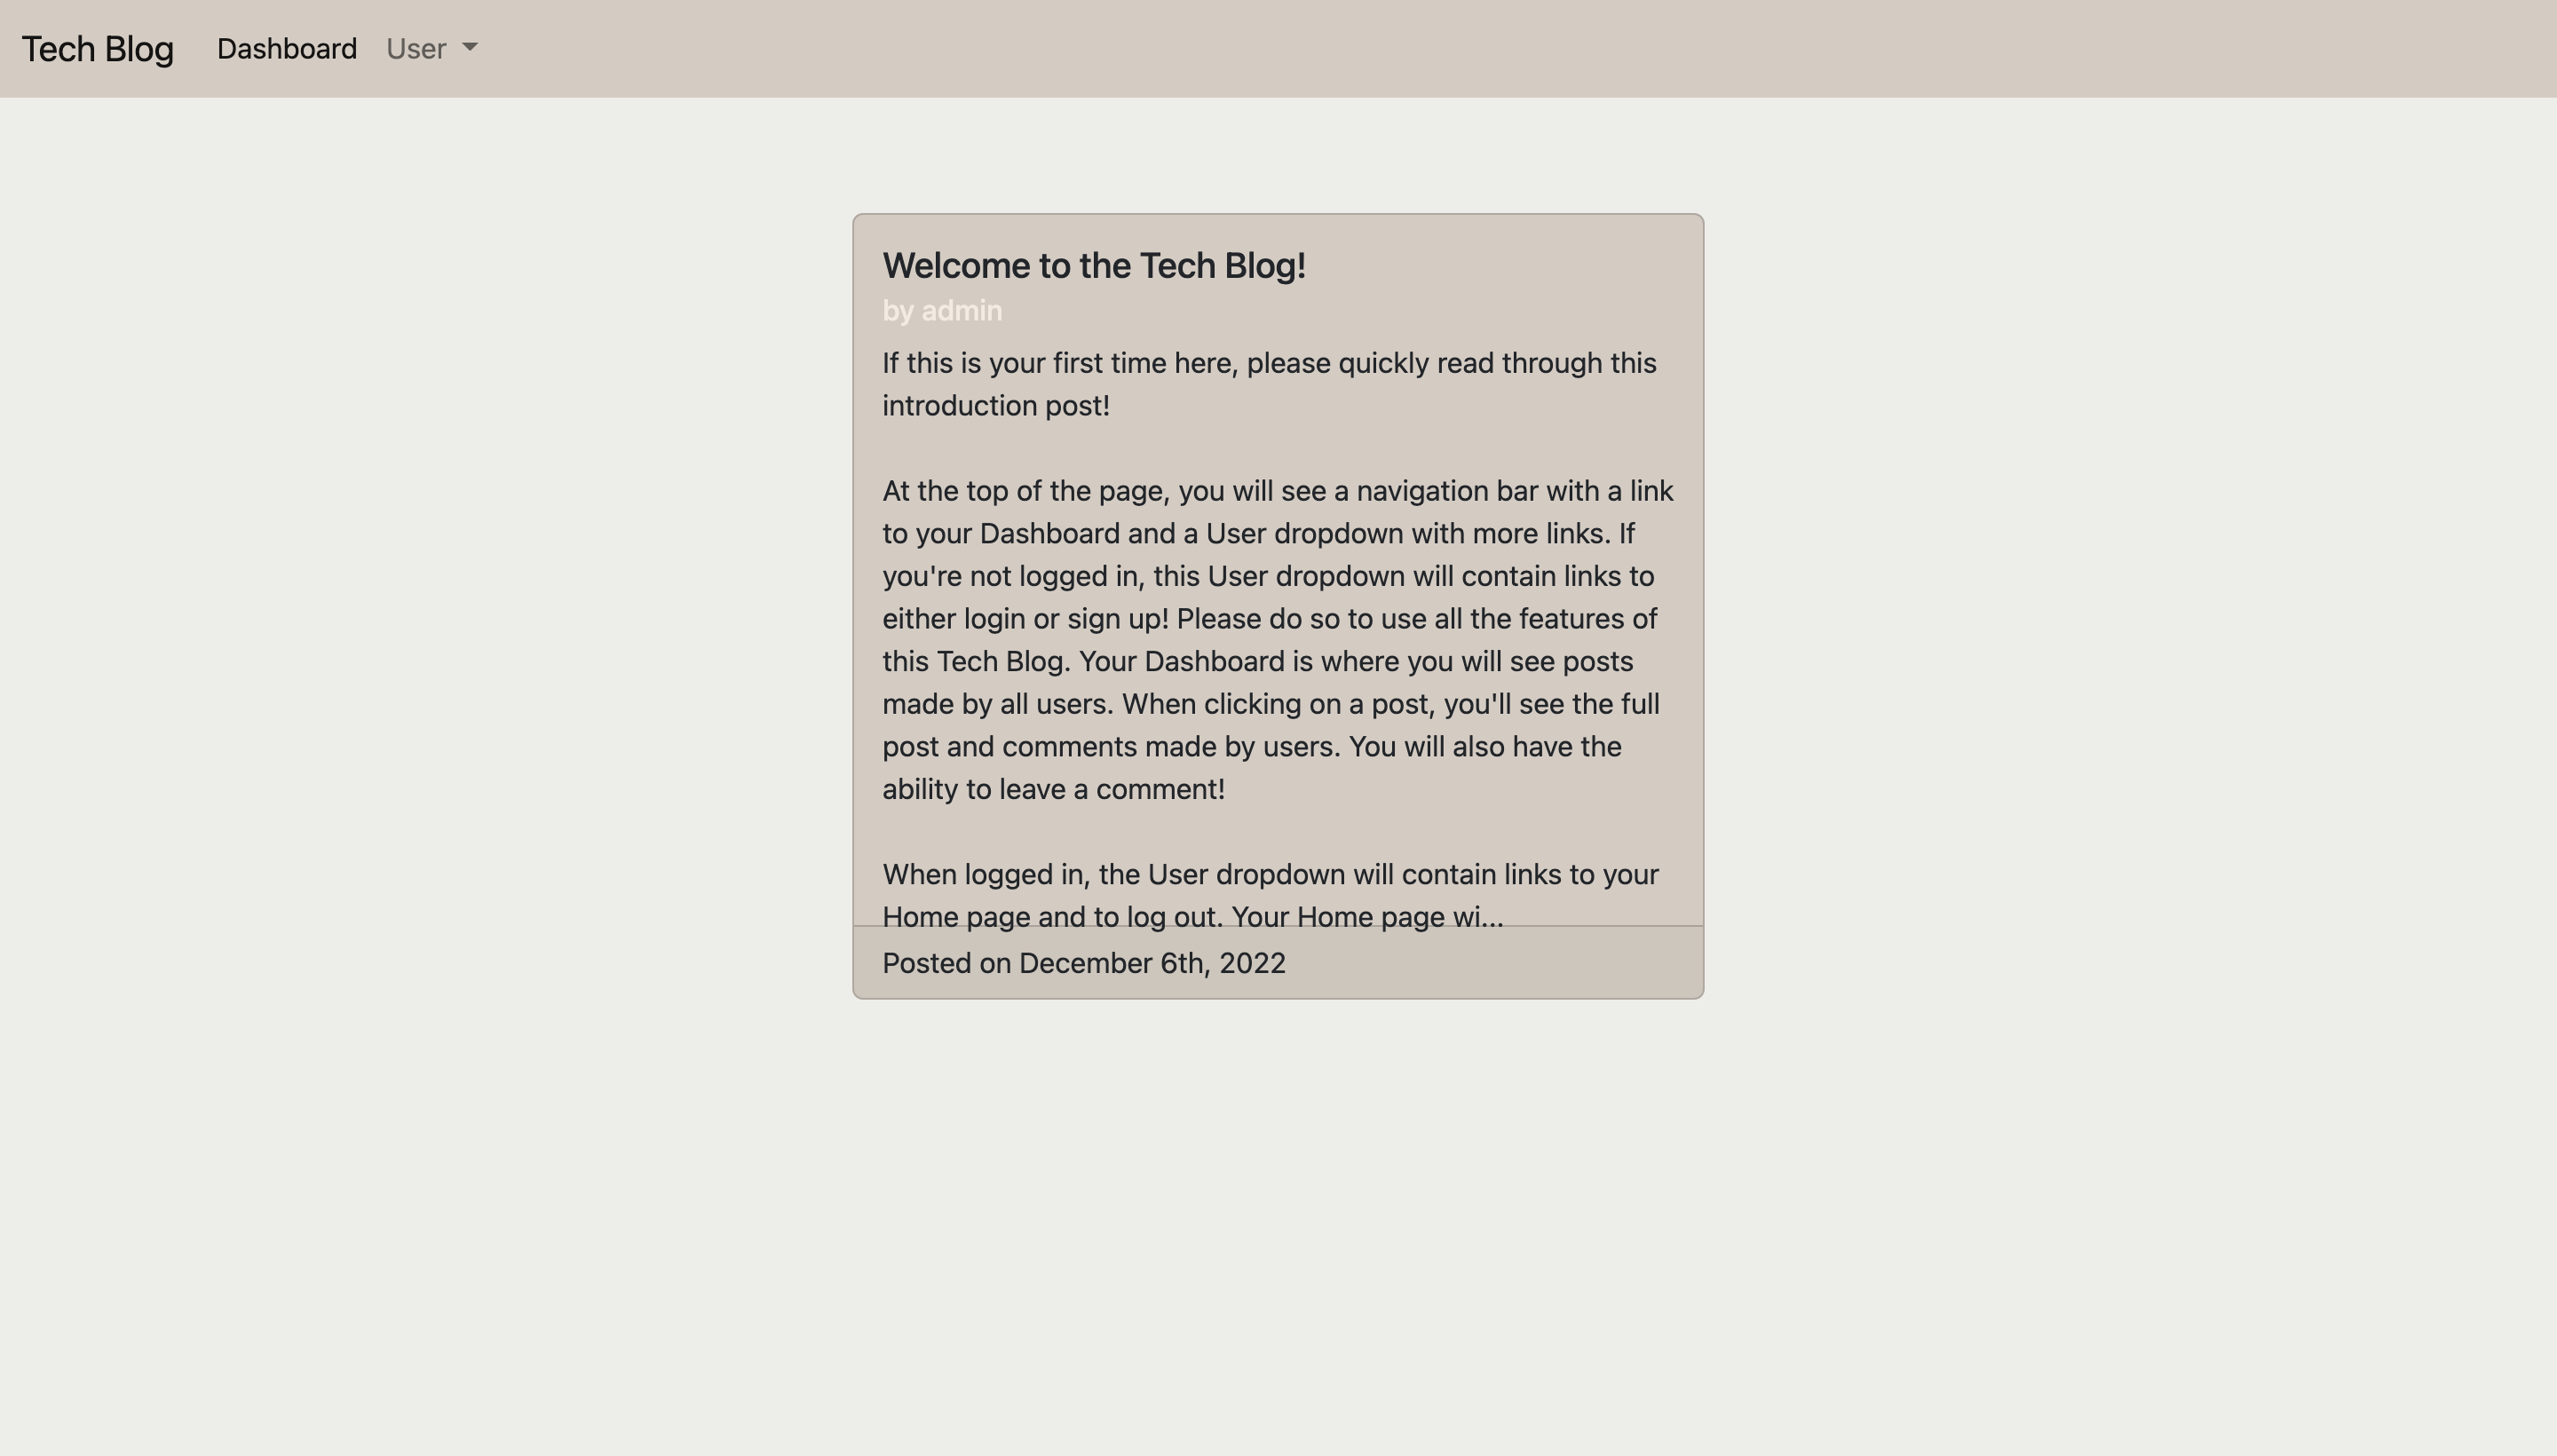 Tech Blog Dashboard User
Welcome to the Tech Blog!
by admin
If this is your first time here, please quickly read through this
introduction post!
At the top of the page, you will see a navigation bar with a link
to your Dashboard and a User dropdown with more links. If
you're not logged in, this User dropdown will contain links to
either login or sign up! Please do so to use all the features of
this Tech Blog. Your Dashboard is where you will see posts
made by all users. When clicking on a post, you'll see the full
post and comments made by users. You will also have the
ability to leave a comment!
When logged in, the User dropdown will contain links to your
Home page and to log out. Your Home page wi...
Posted on December 6th, 2022